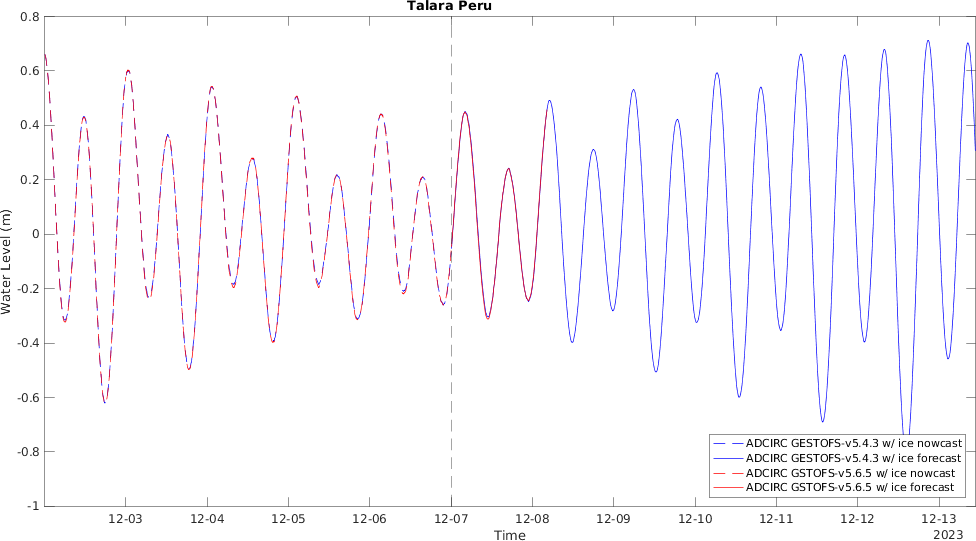 Talara Peru
0.8
0.6
0.4
0.2
0
-0.2
-0.4
-0.6
-0.8
-1
Water Level (m)
ADCIRC GESTOFS-v5.4.3 w/ ice nowcast
ADCIRC GESTOFS-v5.4.3 w/ ice forecast
ADCIRC GSTOFS-v5.6.5 w/ ice nowcast
ADCIRC GSTOFS-v5.6.5 w/ ice forecast
12-03 12-04 12-05 12-06 12-07 12-08 12-09 12-10 12-11 12-12 12-13
Time
2023